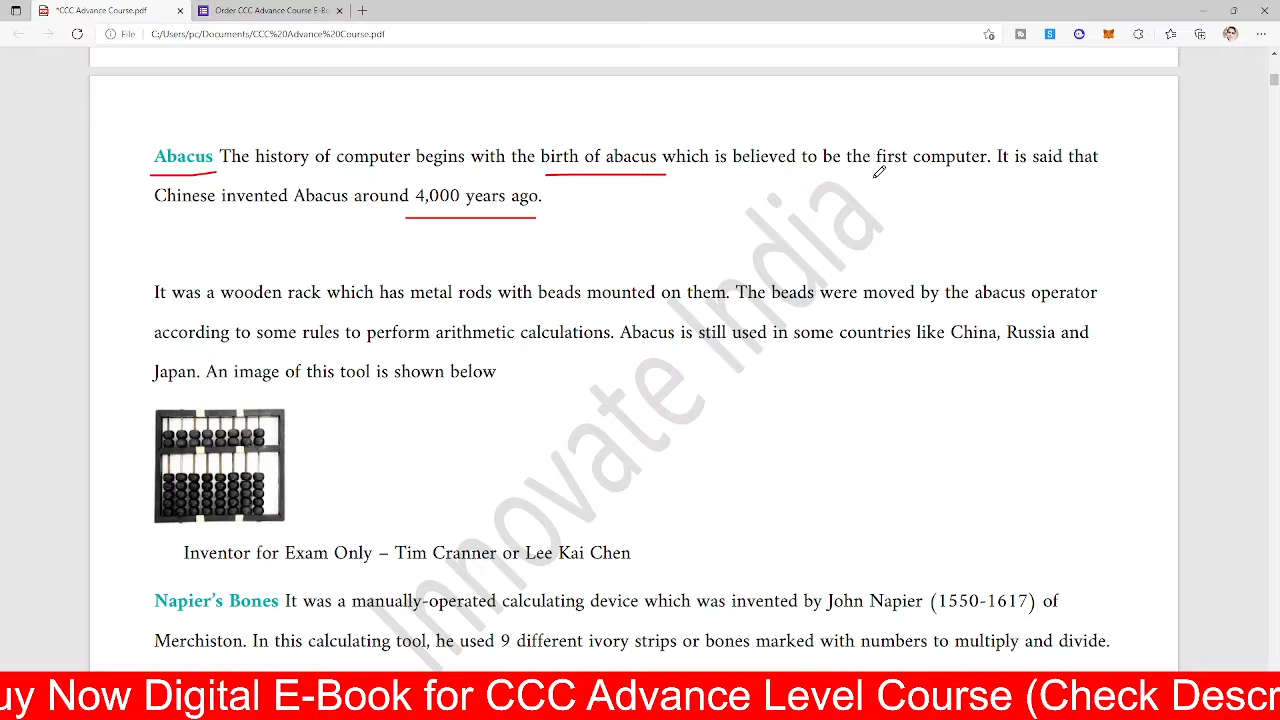 *CCC Advance Course.pdf
Order CCC Advance Course E-Bo
File
C:/Users/pc/Documents/CCC%20Advance%20Course.pdf
Abacus The history of computer begins with the birth of abacus which is believed to be the first computer. It is said that
Chinese invented Abacus around 4,000 years ago.
It was a wooden rack which has metal rods with beads mounted on them. The beads were moved by the abacus operator
according to some rules to perform arithmetic calculations. Abacus is still used in some countries like China, Russia and
Japan. An image of this tool is shown below
Innovate India
Inventor for Exam Only – Tim Cranner or Lee Kai Chen
Napier's Bones It was a manually-operated calculating device which was invented by John Napier (1550-1617) of
Merchiston. In this calculating tool, he used 9 different ivory strips or bones marked with numbers to multiply and divide.
uy Now Digital E-Book for CCC Advance Level Course (Check Descr